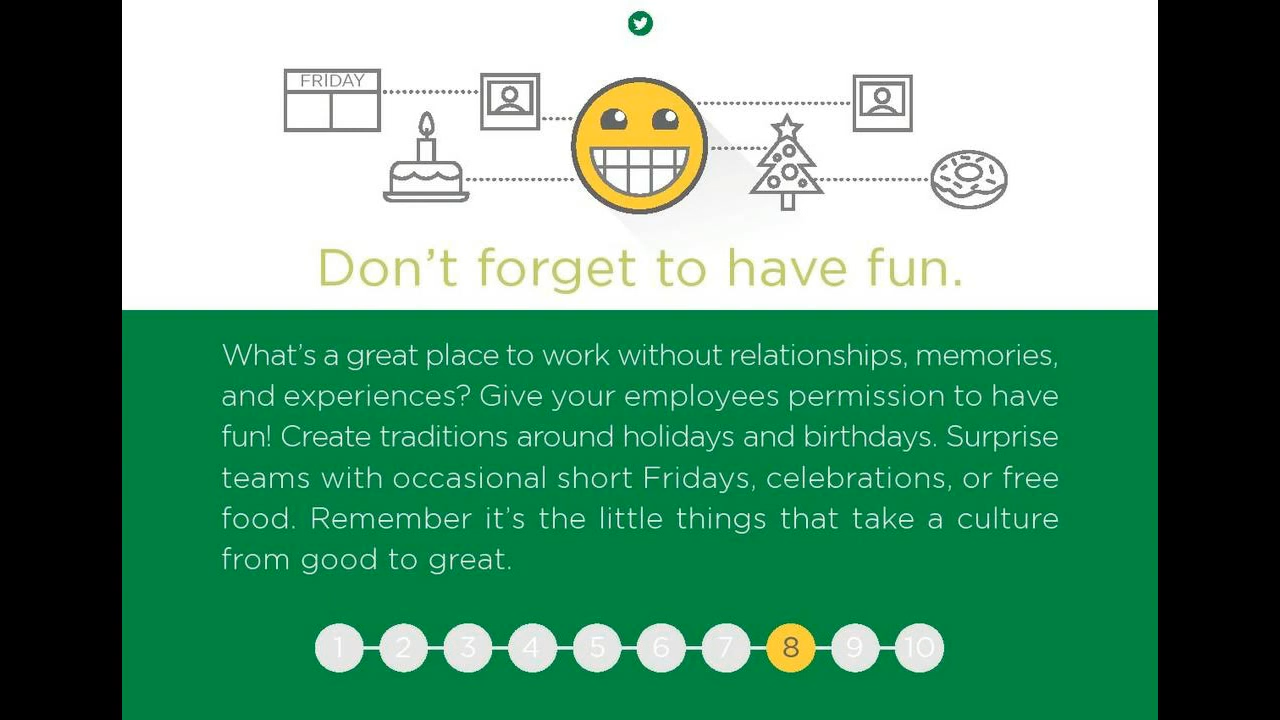 FRIDAY
Don't forget to have fun.
What's a great place to work without relationships, memories,
and experiences? Give your employees permission to have
fun! Create traditions around holidays and birthdays. Surprise
teams with occasional short Fridays, celebrations, or free
food. Remember it's the little things that take a culture
from good to great.
1 2 3 4 5 6 7 8 9 10